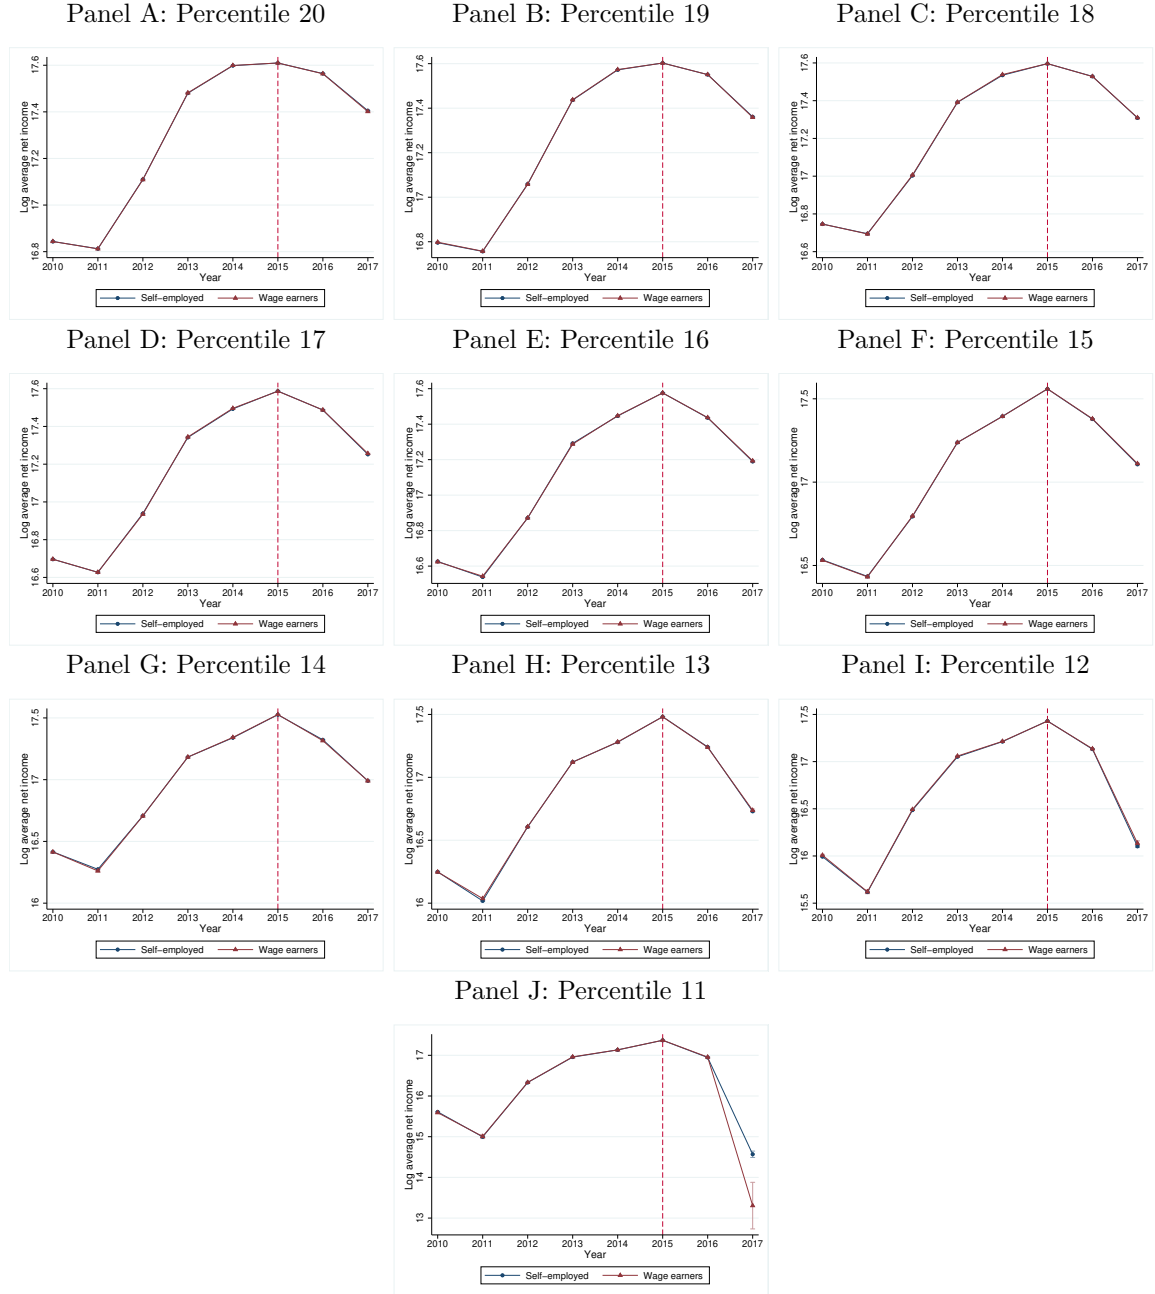 Panel A: Percentile 20
Panel B: Percentile 19
Panel C: Percentile 18
Log average net income
16.8 17 17.2 17.4 17.6
2010 2011 2012 2013 2014 2015 2016 2017
Year
Self-employed Wage earners
Log average net income
16.8 17 17.2 17.4 17.6
2010 2011 2012 2013 2014 2015 2016 2017
Year
Self-employed Wage earners
Log average net income
16.6 16.8 17 17.2 17.4 17.6
2010 2011 2012 2013 2014 2015 2016 2017
Year
Self-employed Wage earners
Panel D: Percentile 17
Panel E: Percentile 16
Panel F: Percentile 15
Log average net income
16.6 16.8 17 17.2 17.4 17.6
2010 2011 2012 2013 2014 2015 2016 2017
Year
Self-employed Wage earners
Log average net income
16.6 16.8 17 17.2 17.4 17.6
2010 2011 2012 2013 2014 2015 2016 2017
Year
Self-employed Wage earners
Log average net income
16.5 17 17.5
2010 2011 2012 2013 2014 2015 2016 2017
Year
Self-employed Wage earners
Panel G: Percentile 14
Panel H: Percentile 13
Panel I: Percentile 12
Log average net income
16 16.5 17 17.5
2010 2011 2012 2013 2014 2015 2016 2017
Year
Self-employed Wage earners
Log average net income
16 16.5 17 17.5
2010 2011 2012 2013 2014 2015 2016 2017
Year
Self-employed Wage earners
Log average net income
15.5 16 16.5 17 17.5
2010 2011 2012 2013 2014 2015 2016 2017
Year
Self-employed Wage earners
Panel J: Percentile 11
Log average net income
13 14 15 16 17
2010 2011 2012 2013 2014 2015 2016 2017
Year
Self-employed Wage earners